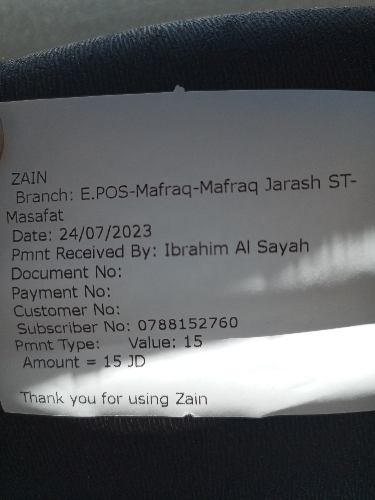 ZAIN
Branch: E.POS-Mafraq-Mafraq Jarash ST-
Masafat
Date: 24/07/2023
Pmnt Received By: Ibrahim Al Sayah
Document No:
Payment No:
Customer No:
Subscriber No: 0788152760
Pmnt Type: Value: 15
Amount = 15 JD
Thank you for using Zain